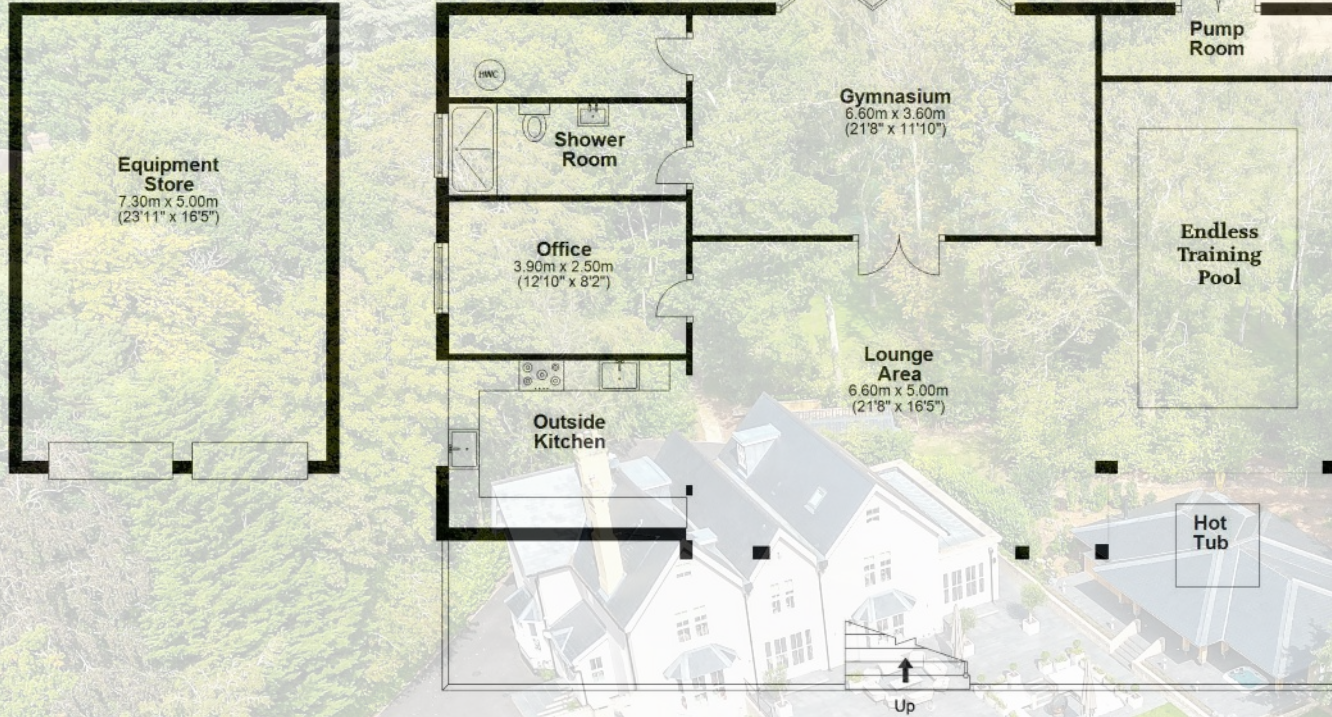 Pump
Room
HWC
Gymnasium
6.60m x 3.60m
(21'8" x 11'10")
Shower
Room
Equipment
Store
7.30m x 5.00m
(23'11" x 16'5")
Office
3.90m x 2.50m
(12'10" x 8'2")
Endless
Training
Pool
Lounge
Area
6.60m x 5.00m
(21'8" x 16'5")
Outside
Kitchen
Hot
Tub
Up